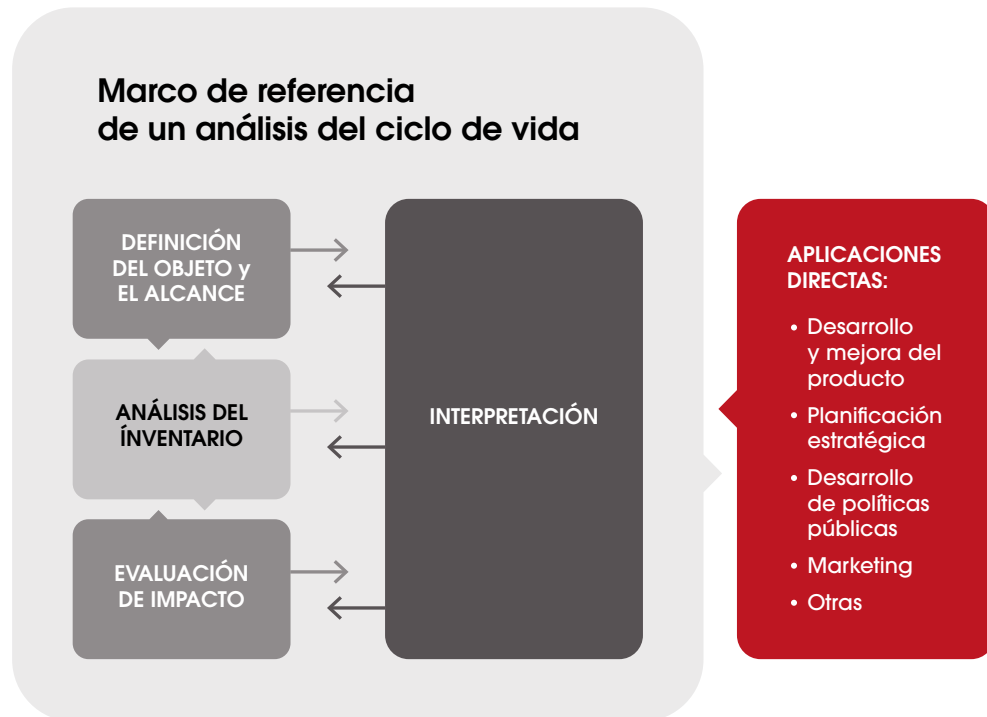 Marco de referencia
de un análisis del ciclo de vida
DEFINICIÓN
DEL OBJETO y
EL ALCANCE
ANÁLISIS DEL
ÍNVENTARIO
EVALUACIÓN
DE IMPACTO
INTERPRETACIÓN
APLICACIONES
DIRECTAS:
• Desarrollo
y mejora del
producto
• Planificación
estratégica
• Desarrollo
de políticas
públicas
• Marketing
• Otras